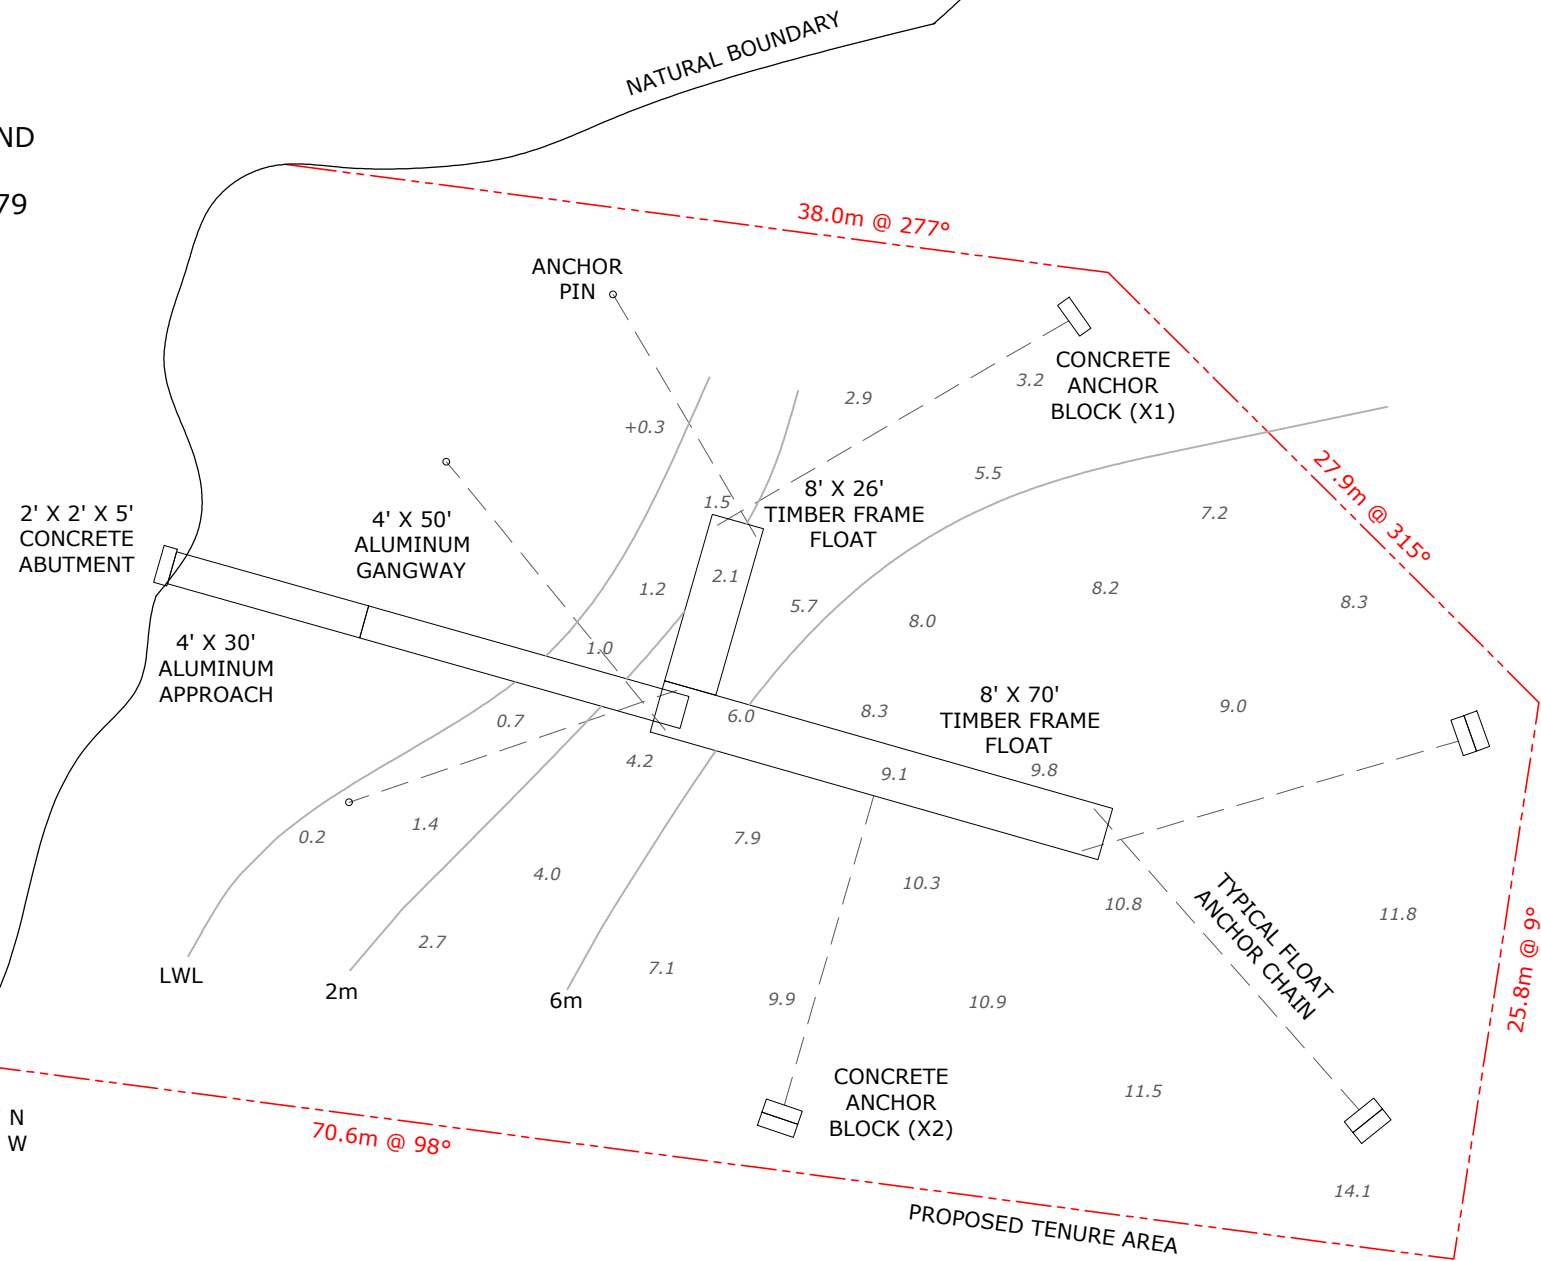 NATURAL BOUNDARY
ND
79
38.0m @ 277°
ANCHOR
PIN
CONCRETE
ANCHOR
BLOCK (X1)
3.2
2.9
+0.3
27.9m @ 315°
5.5
1.5
8' X 26'
TIMBER FRAME
FLOAT
7.2
2' X 2' X 5'
CONCRETE
ABUTMENT
4' X 50'
ALUMINUM
GANGWAY
2.1
1.2
5.7
8.2
8.3
8.0
1.0
4' X 30'
ALUMINUM
APPROACH
8' X 70'
TIMBER FRAME
FLOAT
0.7
6.0
8.3
9.0
4.2
9.1
9.8
0.2
1.4
7.9
4.0
10.3
10.8
11.8
TYPICAL FLOAT
ANCHOR CHAIN
25.8m @ 9°
2.7
7.1
9.9
10.9
LWL
2m
6m
CONCRETE
ANCHOR
BLOCK (X2)
11.5
N
W
70.6m @ 98°
14.1
PROPOSED TENURE AREA